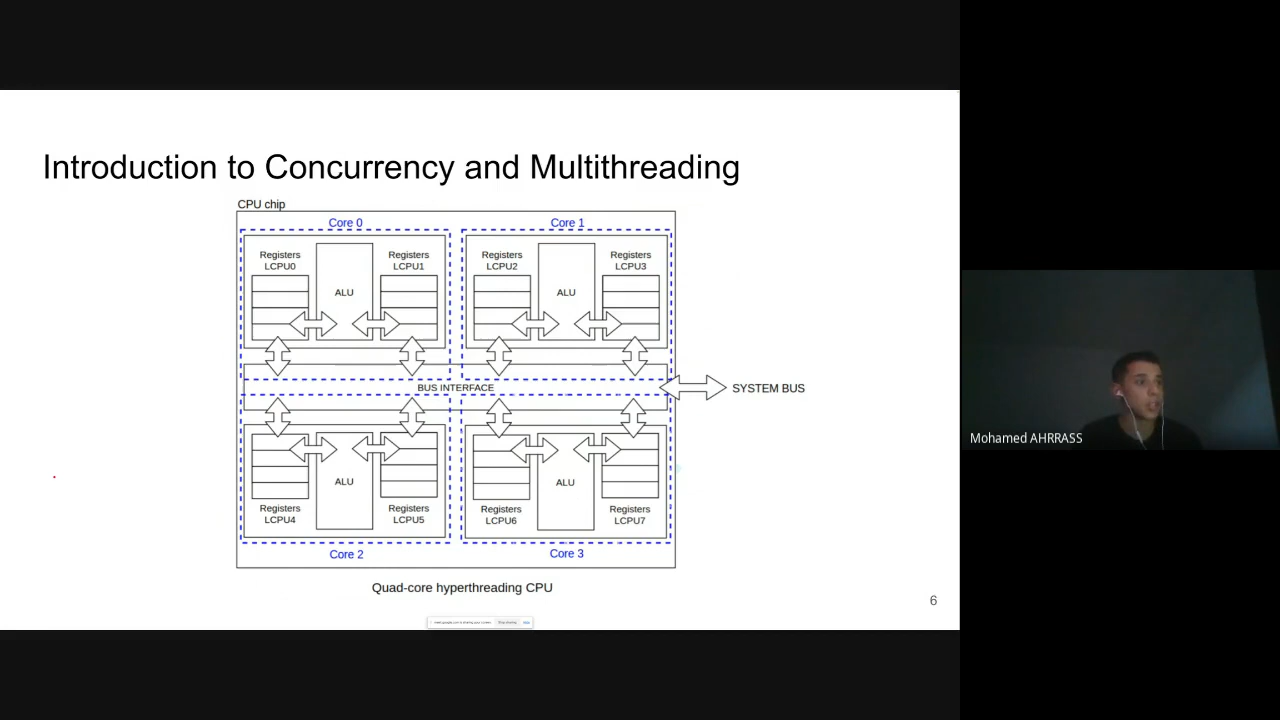 Introduction to Concurrency and Multithreading
CPU chip
Core 0
Core 1
Registers
LCPU0
ALU
Registers
LCPU1
Registers
LCPU2
ALU
Registers
LCPU3
BUS INTERFACE
SYSTEM BUS
ALU
Registers
LCPU4
Registers
LCPU5
ALU
Registers
LCPU6
Registers
LCPU7
Core 2
Core 3
Quad-core hyperthreading CPU
6
Mohamed AHRRASS